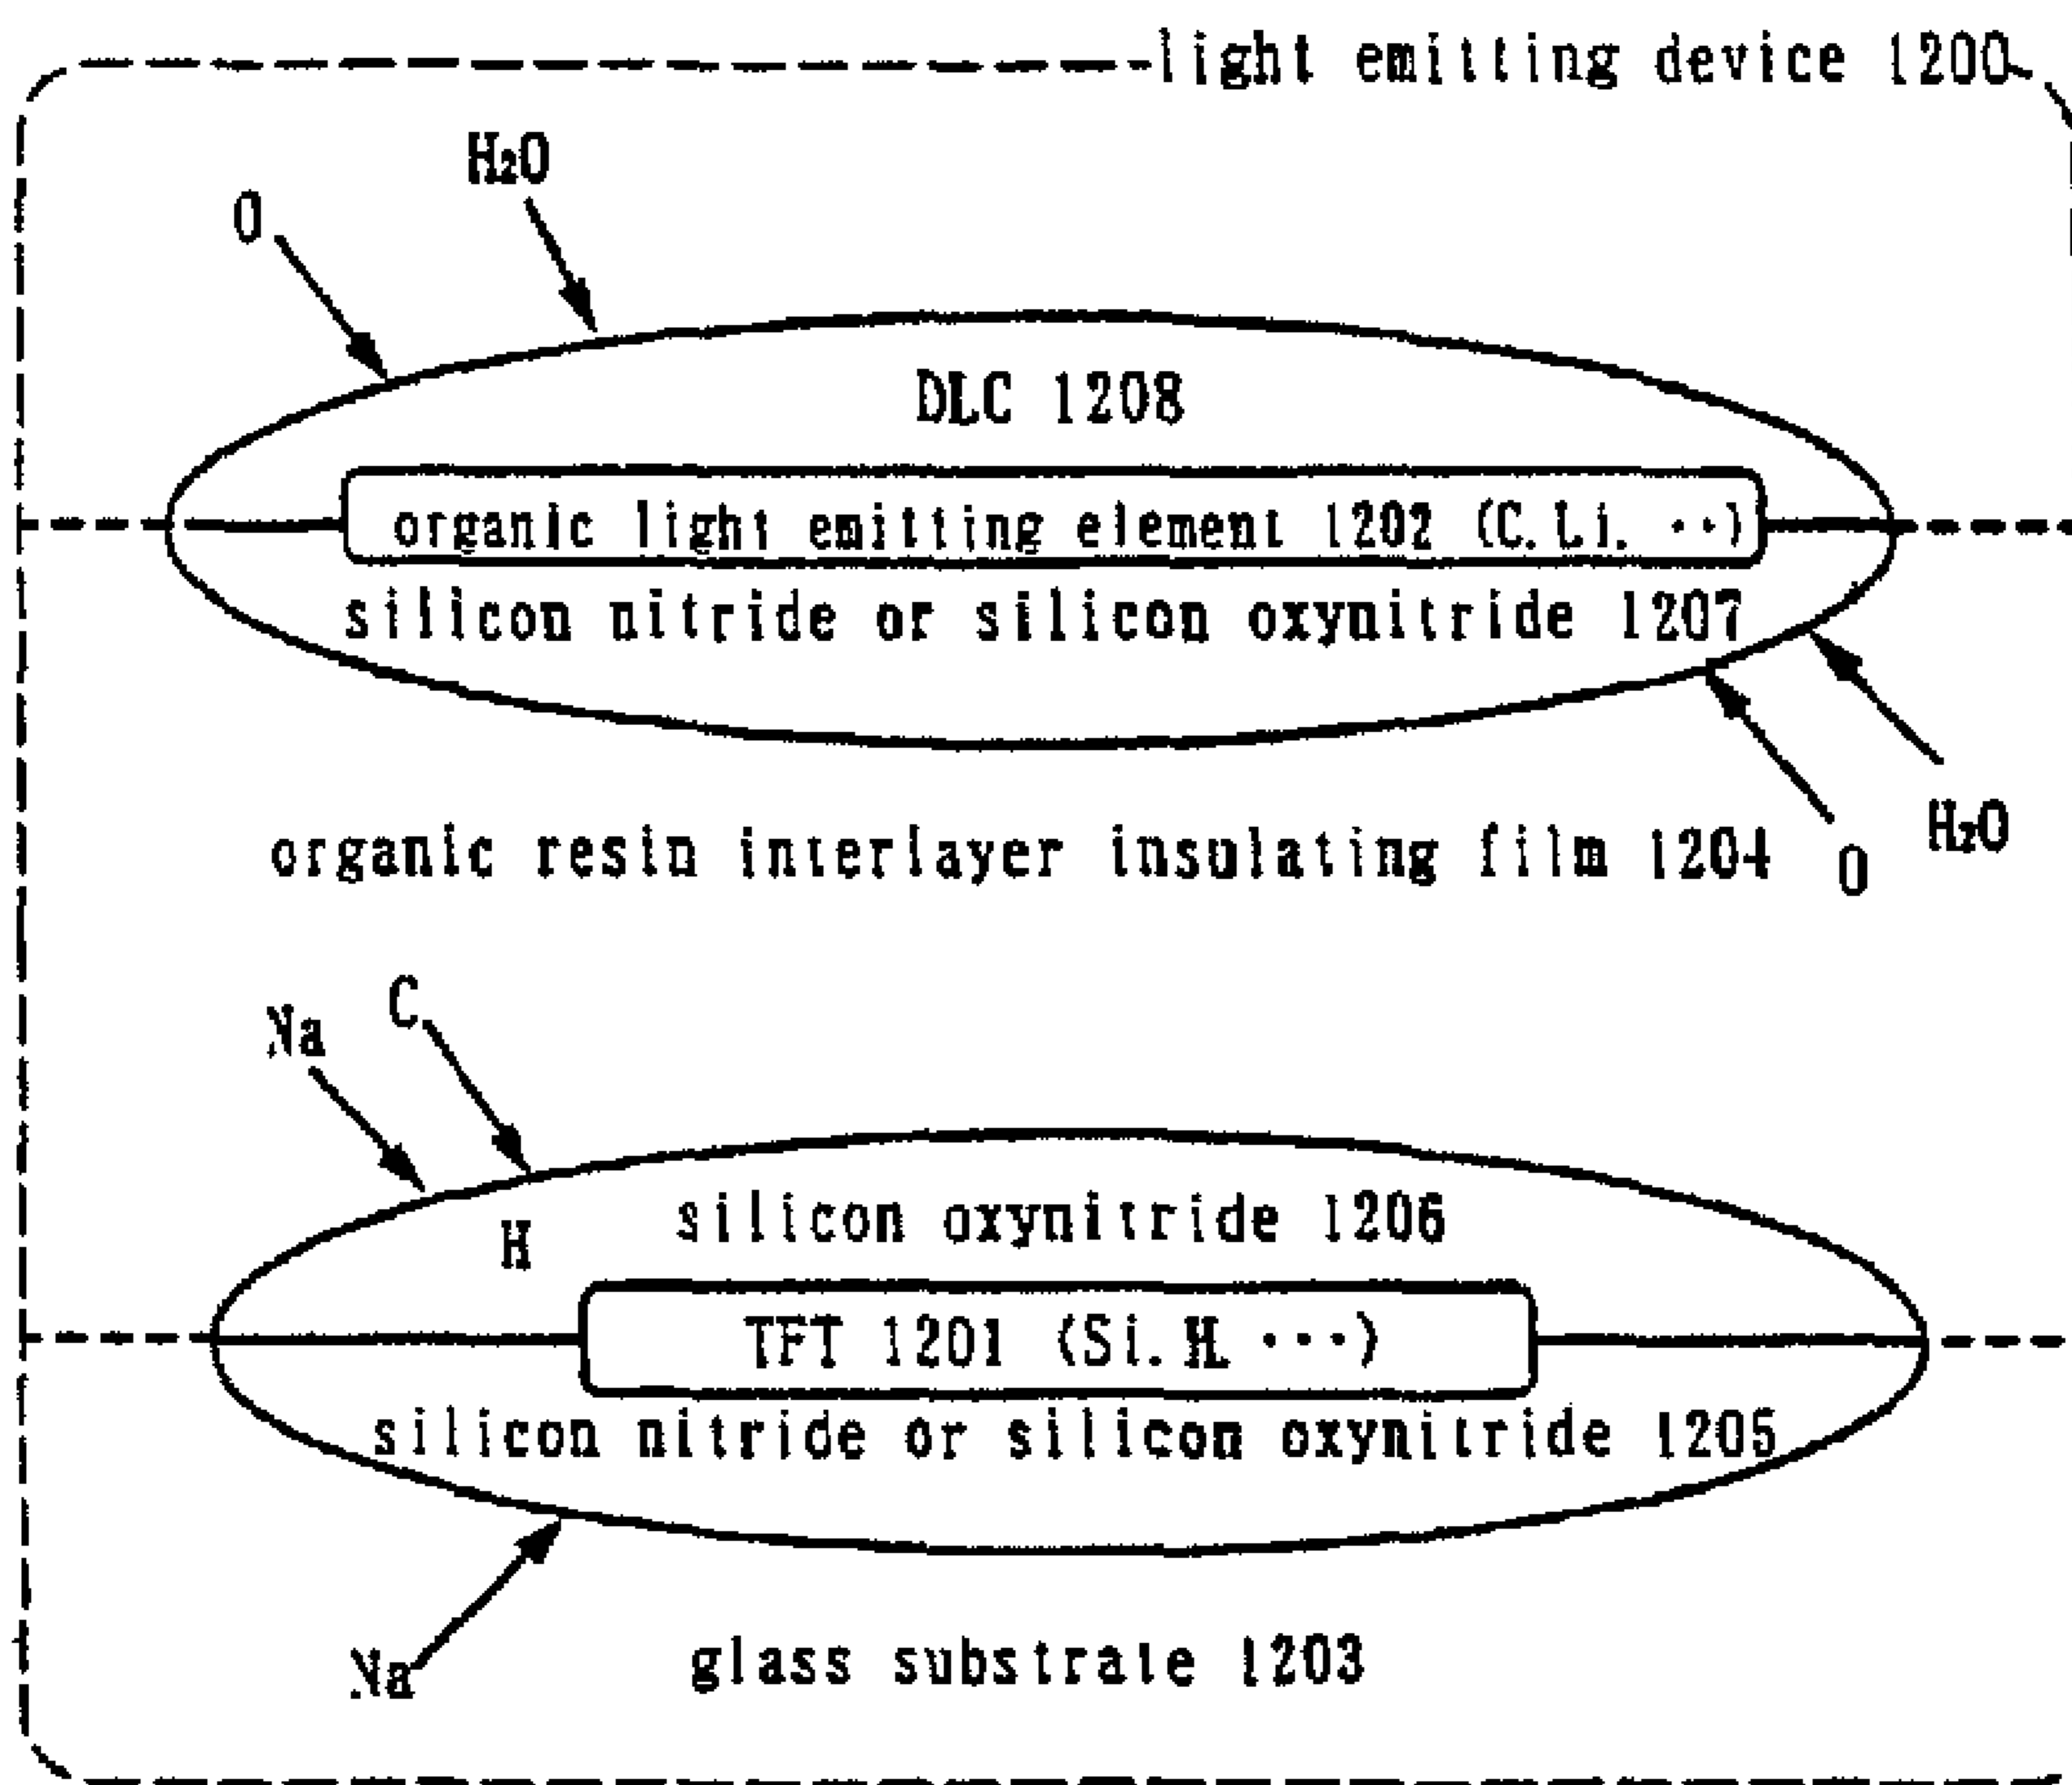 light emitting device 1200
H₂O
O
DLC 1208
organic light emitting element 1202 (C. Li. ··)
silicon nitride or silicon oxynitride 1207
organic resin interlayer insulating film 1204
O
H₂O
C
Na
H
silicon oxynitride 1206
TFT 1201 (Si. H. ···)
silicon nitride or silicon oxynitride 1205
Na
glass substrate 1203